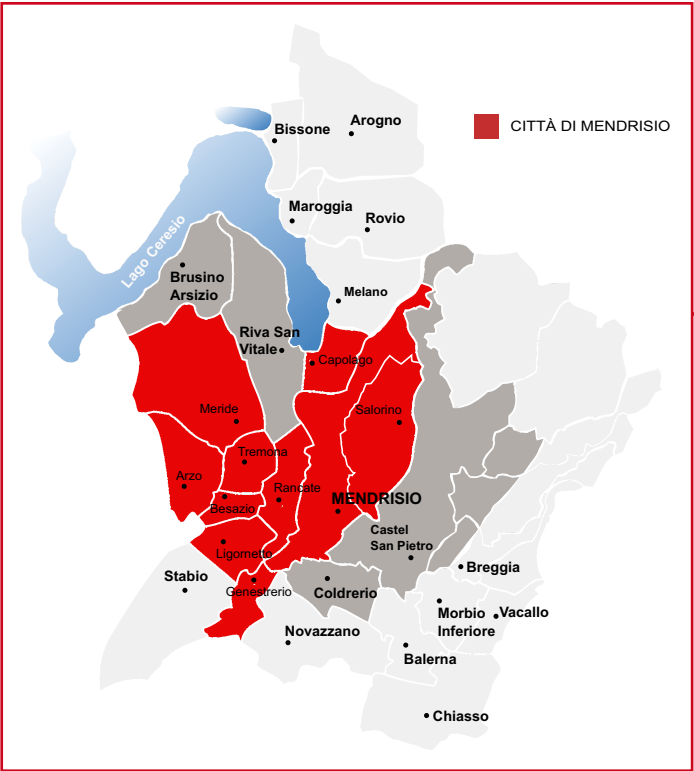 Arogno
Bissone
CITTÀ DI MENDRISIO
Maroggia
Rovio
Lago Ceresio
Brusino
Arsizio
Melano
Riva San
Vitale
Capolago
Meride
Salorino
Tremona
Arzo
Rancate
MENDRISIO
Besazio
Castel
San Pietro
Ligornetto
Breggia
Stabio
Genestrerio
Coldrerio
Morbio
Inferiore
Vacallo
Novazzano
Balerna
Chiasso